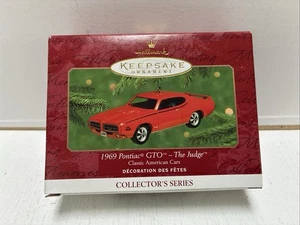 Hallmark
KEEPSAKE
ORNAMENT
1969 Pontiac® GTO™ – The Judge™
Classic American Cars
DÉCORATION DES FÊTES
COLLECTOR'S SERIES